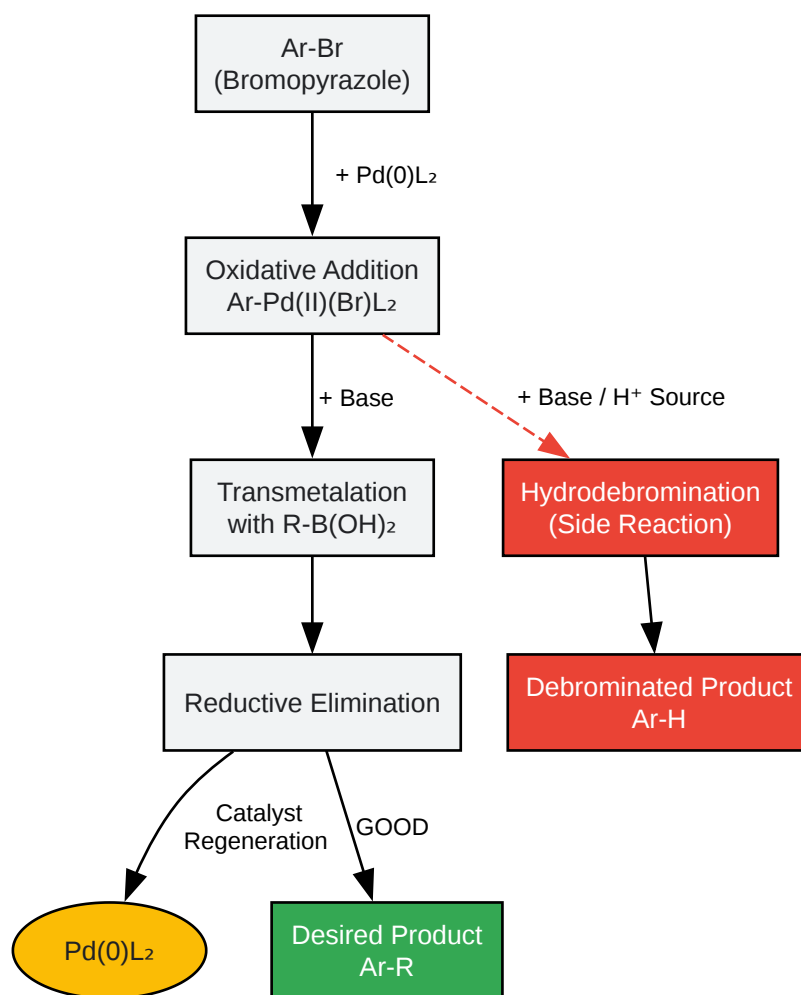 Ar-Br
(Bromopyrazole)
+ Pd(0)L₂
Oxidative Addition
Ar-Pd(II)(Br)L₂
+ Base
+ Base / H⁺ Source
Transmetalation
with R-B(OH)₂
Hydrodebromination
(Side Reaction)
Reductive Elimination
Debrominated Product
Ar-H
Catalyst
Regeneration
GOOD
Pd(0)L₂
Desired Product
Ar-R